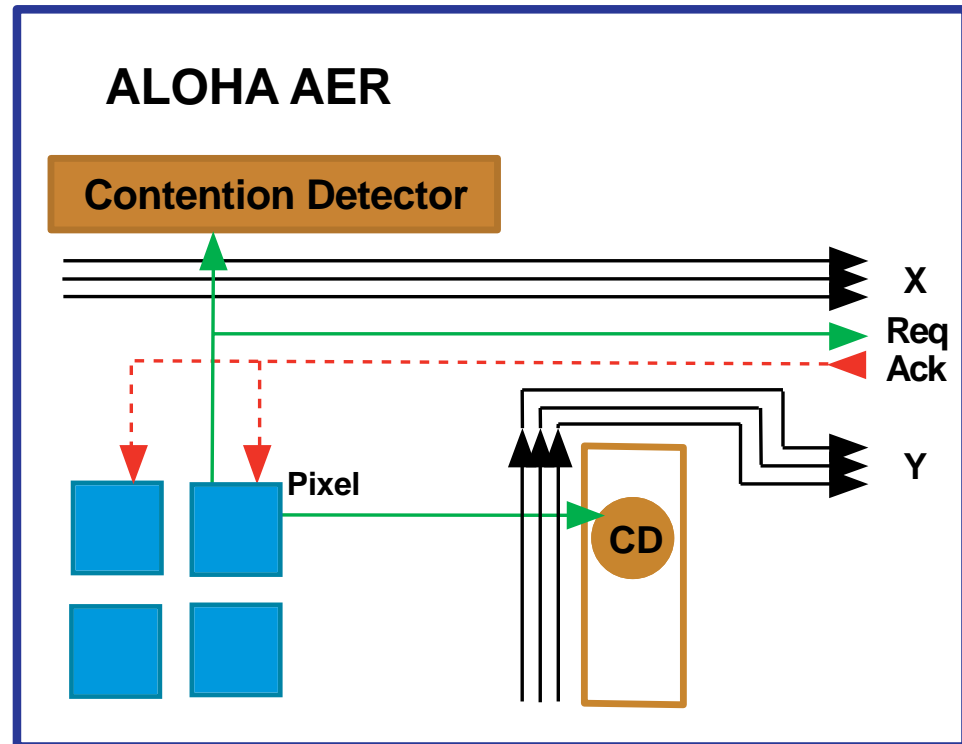 ALOHA AER
Contention Detector
X
Req
Ack
Y
Pixel
CD